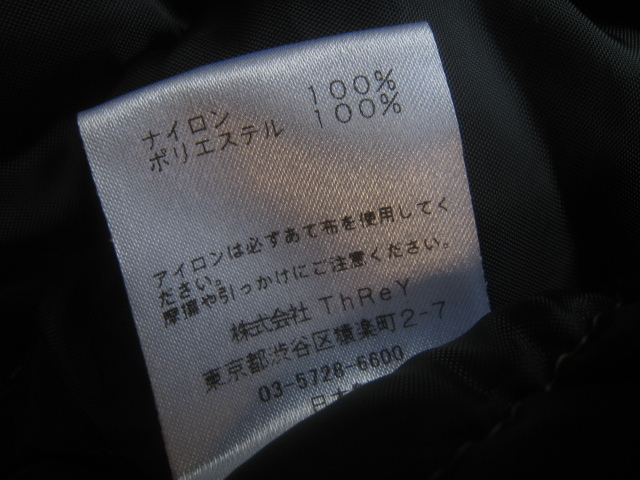 ナイロン 100%
ポリエステル 100%
アイロンは必ずあて布を使用してく
ださい。
摩擦や引っかけにご注意ください。
株式会社 ThReY
東京都渋谷区猿楽町2-7
03-5728-6600
日本